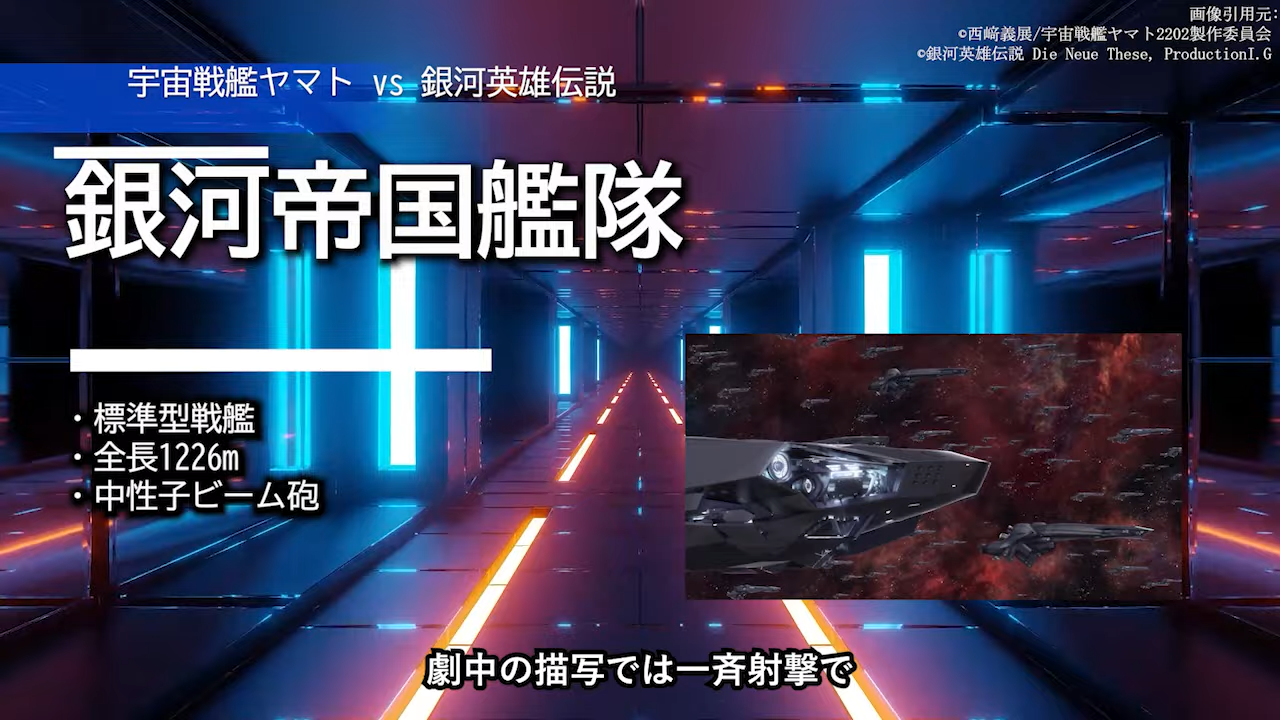 画像引用元:
©西﨑義展/宇宙戦艦ヤマト2202製作委員会
©銀河英雄伝説 Die Neue These, ProductionI.G
宇宙戦艦ヤマト vs 銀河英雄伝説
銀河帝国艦隊
・標準型戦艦
・全長1226m
・中性子ビーム砲
劇中の描写では一斉射撃で